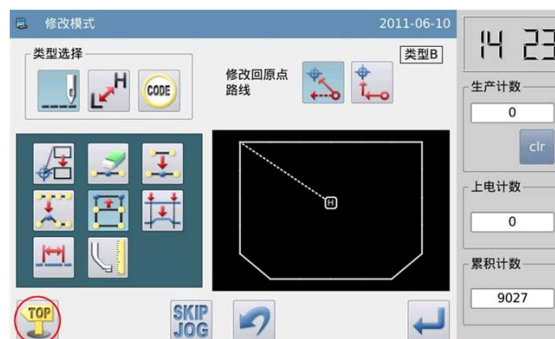 修改模式
2011-06-10
类型选择
H
L
CODE
修改回原点
路线
类型B
H
TOP
SKIP
JOG
14 23
生产计数
0
clr
上电计数
0
累积计数
9027